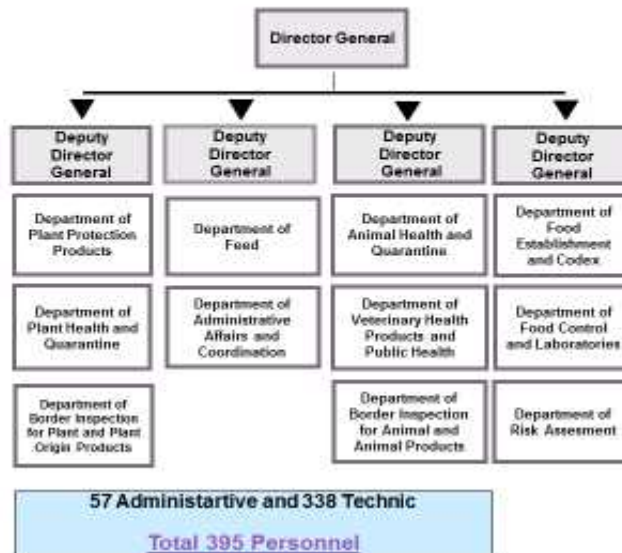 Director General
Deputy
Director
General
Deputy
Director
General
Deputy
Director
General
Deputy
Director
General
Department of
Plant Protection
Products
Department of
Feed
Department of
Animal Health and
Quarantine
Department of
Food
Establishment
and Codex
Department of
Plant Health and
Quarantine
Department of
Administrative
Affairs and
Coordination
Department of
Veterinary Health
Products and
Public Health
Department of
Food Control
and Laboratories
Department of
Border Inspection
for Plant and Plant
Origin Products
Department of
Border Inspection
for Animal and
Animal Products
Department of
Risk Assesment
57 Administartive and 338 Technic
Total 395 Personnel